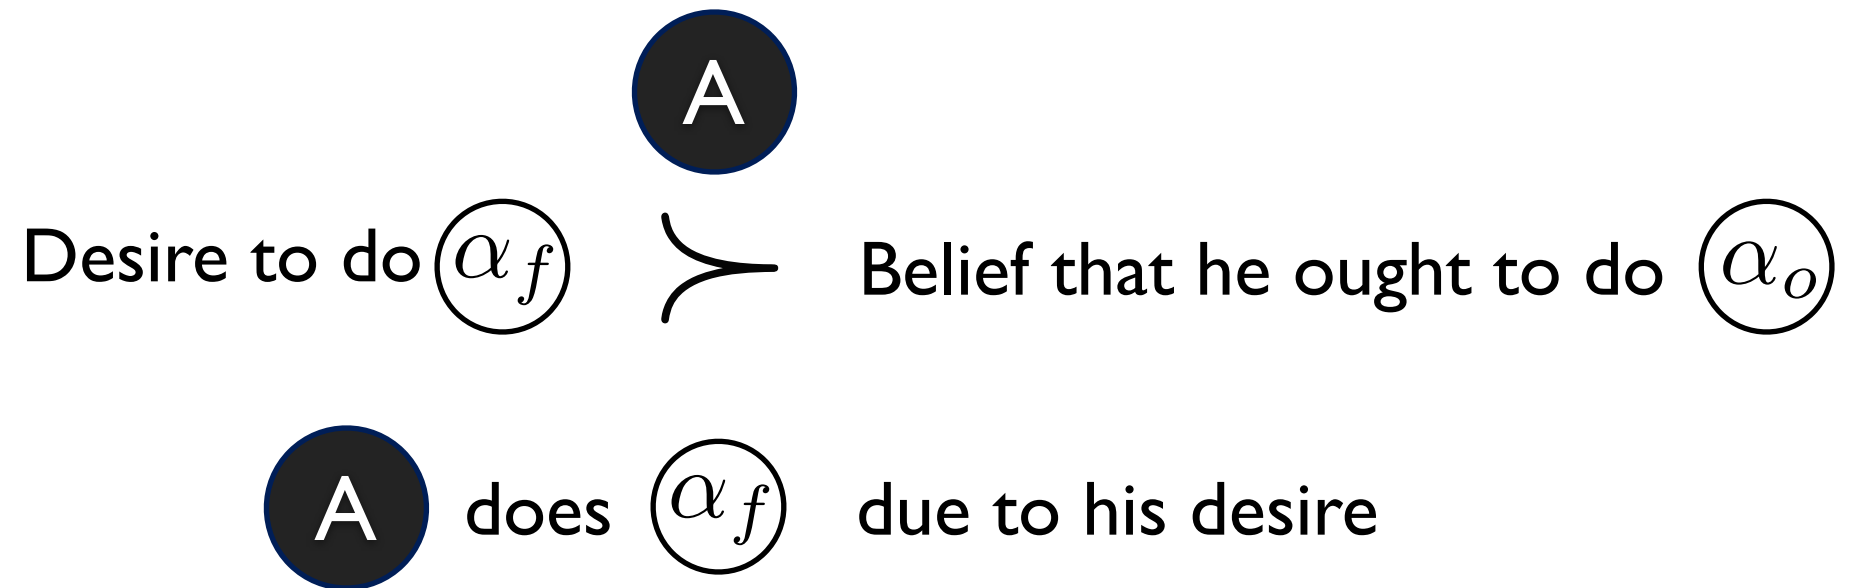 A
Desire to do α_f ≻ Belief that he ought to do α_o
A does α_f due to his desire